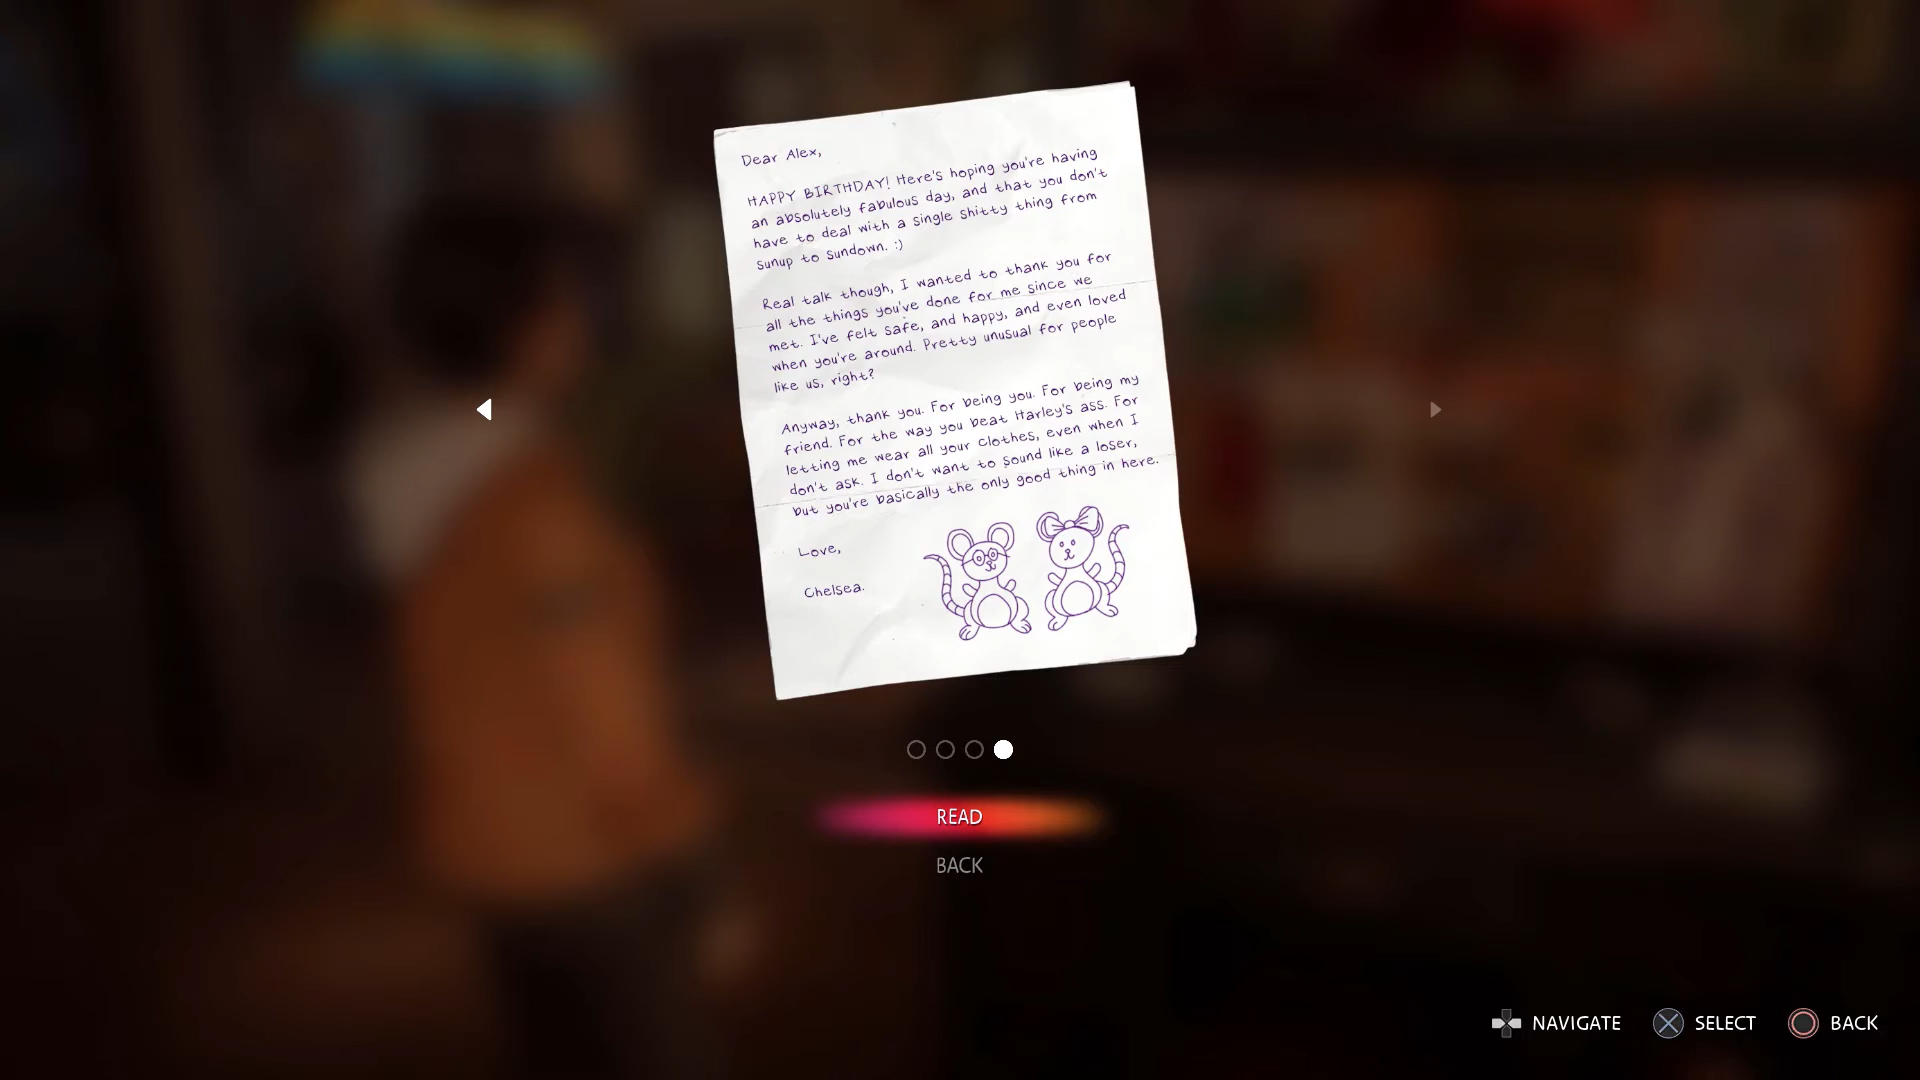 Dear Alex,
HAPPY BIRTHDAY! Here's hoping you're having
an absolutely fabulous day, and that you don't
have to deal with a single shitty thing from
sunup to sundown. :)
Real talk though, I wanted to thank you for
all the things you've done for me since we
met. I've felt safe, and happy, and even loved
when you're around. Pretty unusual for people
like us, right?
Anyway, thank you. For being you. For being my
friend. For the way you beat Harley's ass. For
letting me wear all your clothes, even when I
don't ask. I don't want to sound like a loser,
but you're basically the only good thing in here.
Love,
Chelsea.
READ
BACK
NAVIGATE SELECT BACK